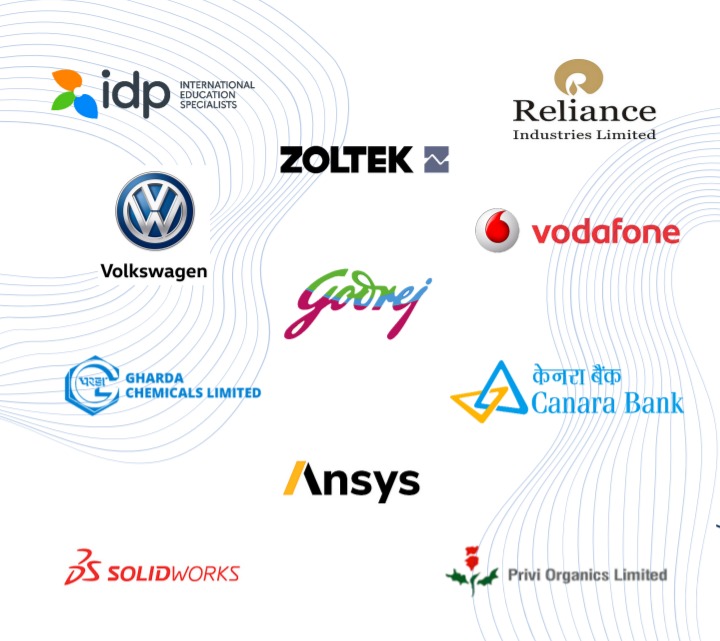 idp
INTERNATIONAL
EDUCATION
SPECIALISTS
Reliance
Industries Limited
ZOLTEK
Volkswagen
vodafone
Godrej
घरडा
GHARDA
CHEMICALS LIMITED
केनरा बैंक
Canara Bank
Ansys
SOLIDWORKS
Privi Organics Limited